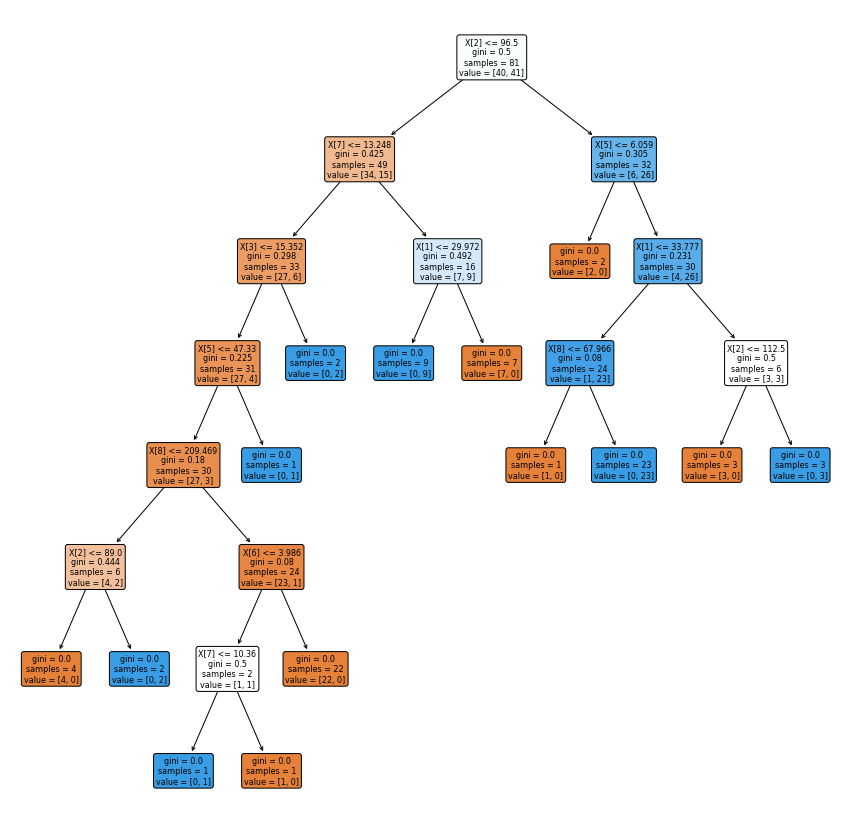 X[2] <= 96.5
gini = 0.5
samples = 81
value = [40, 41]
X[7] <= 13.248
gini = 0.425
samples = 49
value = [34, 15]
X[5] <= 6.059
gini = 0.305
samples = 32
value = [6, 26]
X[3] <= 15.352
gini = 0.298
samples = 33
value = [27, 6]
X[1] <= 29.972
gini = 0.492
samples = 16
value = [7, 9]
gini = 0.0
samples = 2
value = [2, 0]
X[1] <= 33.777
gini = 0.231
samples = 30
value = [4, 26]
X[5] <= 47.33
gini = 0.225
samples = 31
value = [27, 4]
gini = 0.0
samples = 2
value = [0, 2]
gini = 0.0
samples = 9
value = [0, 9]
gini = 0.0
samples = 7
value = [7, 0]
X[8] <= 67.966
gini = 0.08
samples = 24
value = [1, 23]
X[2] <= 112.5
gini = 0.5
samples = 6
value = [3, 3]
X[8] <= 209.469
gini = 0.18
samples = 30
value = [27, 3]
gini = 0.0
samples = 1
value = [0, 1]
gini = 0.0
samples = 1
value = [1, 0]
gini = 0.0
samples = 23
value = [0, 23]
gini = 0.0
samples = 3
value = [3, 0]
gini = 0.0
samples = 3
value = [0, 3]
X[2] <= 89.0
gini = 0.444
samples = 6
value = [4, 2]
X[6] <= 3.986
gini = 0.08
samples = 24
value = [23, 1]
gini = 0.0
samples = 4
value = [4, 0]
gini = 0.0
samples = 2
value = [0, 2]
X[7] <= 10.36
gini = 0.5
samples = 2
value = [1, 1]
gini = 0.0
samples = 22
value = [22, 0]
gini = 0.0
samples = 1
value = [0, 1]
gini = 0.0
samples = 1
value = [1, 0]